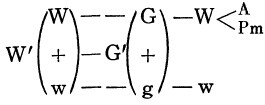 W — — G — W < A
Pm
W' ( + ) — G' ( + )
w — — g — w